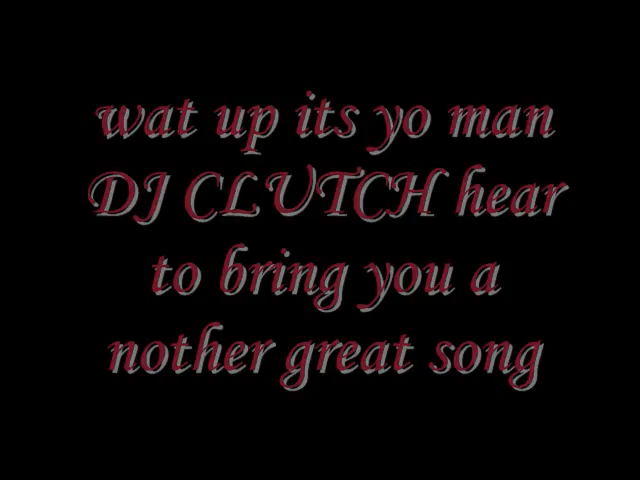 wat up its yo man
DJ CLUTCH hear
to bring you a
nother great song